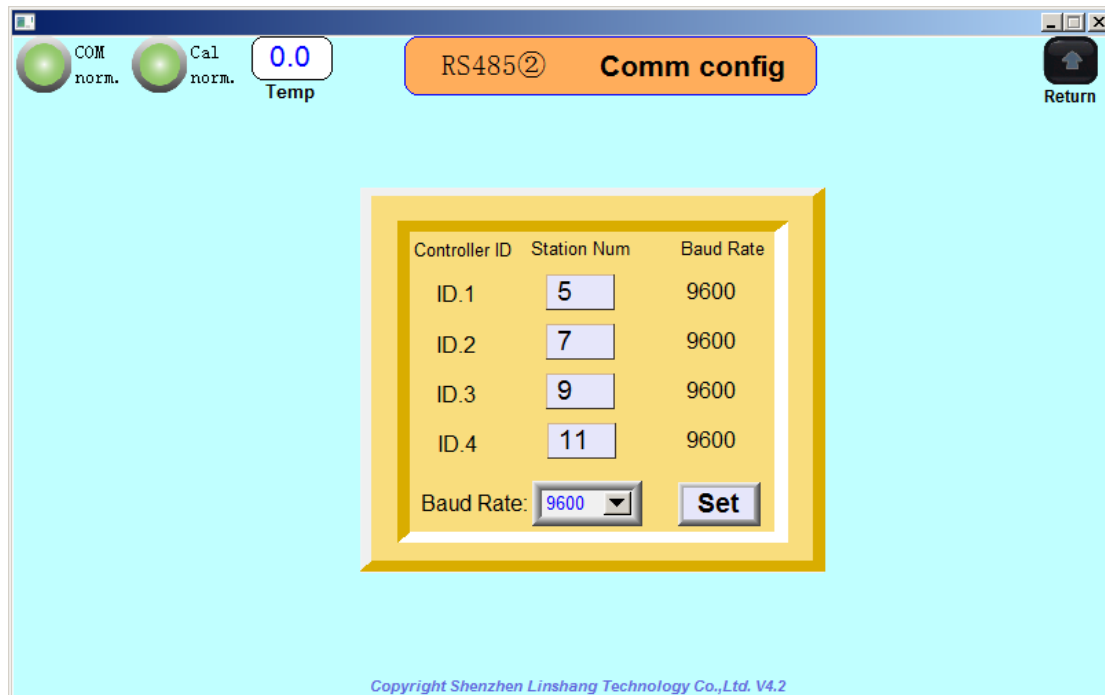 COM norm.
Cal norm.
0.0
Temp
RS485② Comm config
Return
Controller ID Station Num Baud Rate
ID.1 5 9600
ID.2 7 9600
ID.3 9 9600
ID.4 11 9600
Baud Rate: 9600 Set
Copyright Shenzhen Linshang Technology Co.,Ltd. V4.2